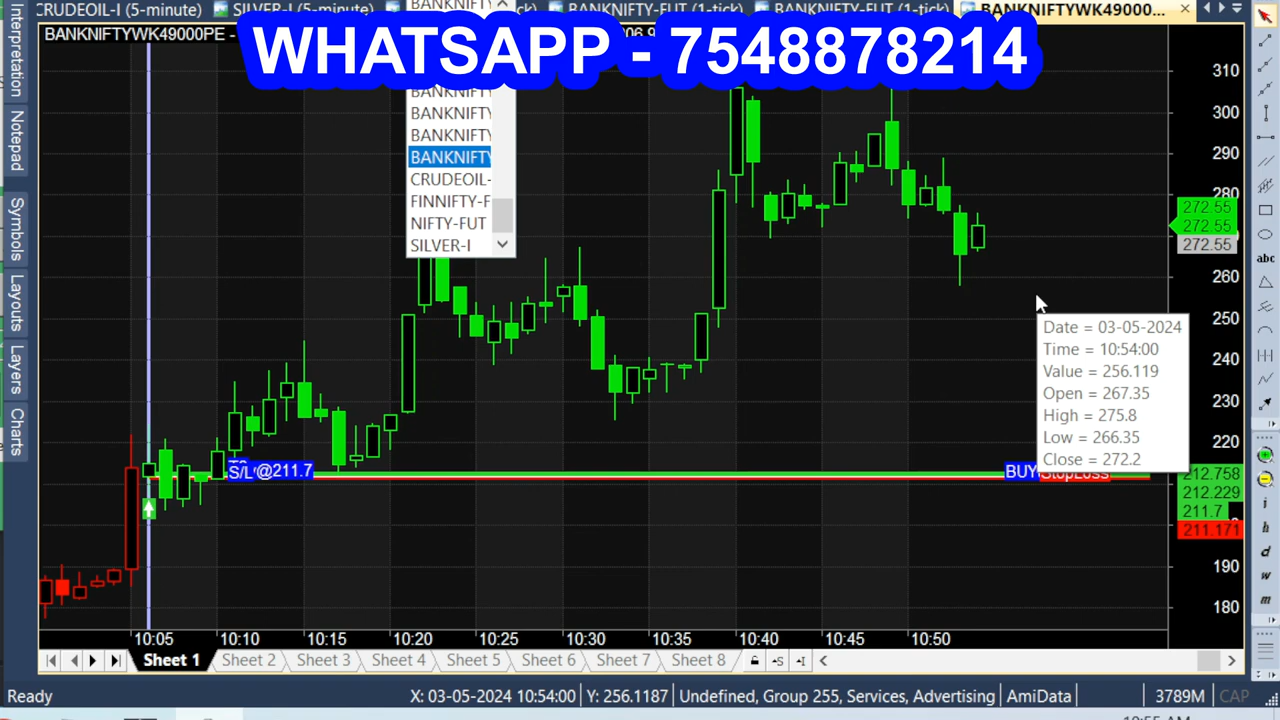 CRUDEOIL-I (5-minute)
SILVER-I (5-minute)
BANKNIFTY-FUT (1-tick)
BANKNIFTY-FUT (1-tick)
BANKNIFTYWK49000...
BANKNIFTYWK49000PE -
WHATSAPP - 7548878214
BANKNIFTY
BANKNIFTY
BANKNIFTY
BANKNIFTY
BANKNIFTY
CRUDEOIL-
FINNIFTY-F
NIFTY-FUT
SILVER-I
Interpretation
Notepad
Symbols
Layouts
Layers
Charts
310
300
290
280
272.55
272.55
272.55
260
250
240
230
220
212.758
212.229
211.7
211.171
190
180
Date = 03-05-2024
Time = 10:54:00
Value = 256.119
Open = 267.35
High = 275.8
Low = 266.35
Close = 272.2
S/L @211.7
BUY
StopLoss
abc
i
h
d
w
m
10:05 10:10 10:15 10:20 10:25 10:30 10:35 10:40 10:45 10:50
Sheet 1 Sheet 2 Sheet 3 Sheet 4 Sheet 5 Sheet 6 Sheet 7 Sheet 8
Ready
X: 03-05-2024 10:54:00 Y: 256.1187 Undefined, Group 255, Services, Advertising AmiData 3789M CAP